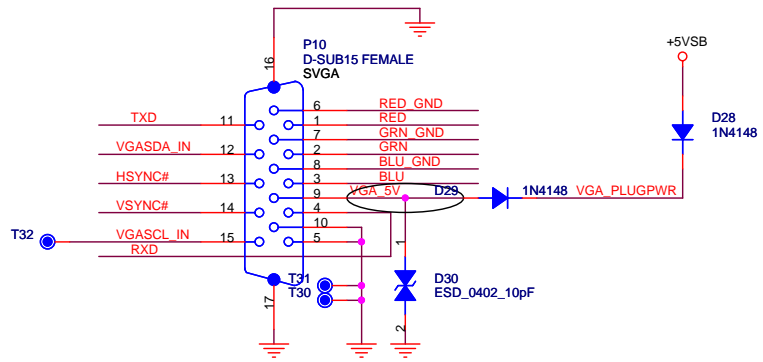 P10
D-SUB15 FEMALE
SVGA
16
+5VSB
D28
1N4148
6
RED_GND
TXD
11
1
RED
7
GRN_GND
VGASDA_IN
12
2
GRN
8
BLU_GND
HSYNC#
13
3
BLU
9
VGA_5V
D29
1N4148
VGA_PLUGPWR
VSYNC#
14
4
10
T32
VGASCL_IN
15
5
RXD
1
T31
T30
D30
ESD_0402_10pF
17
2